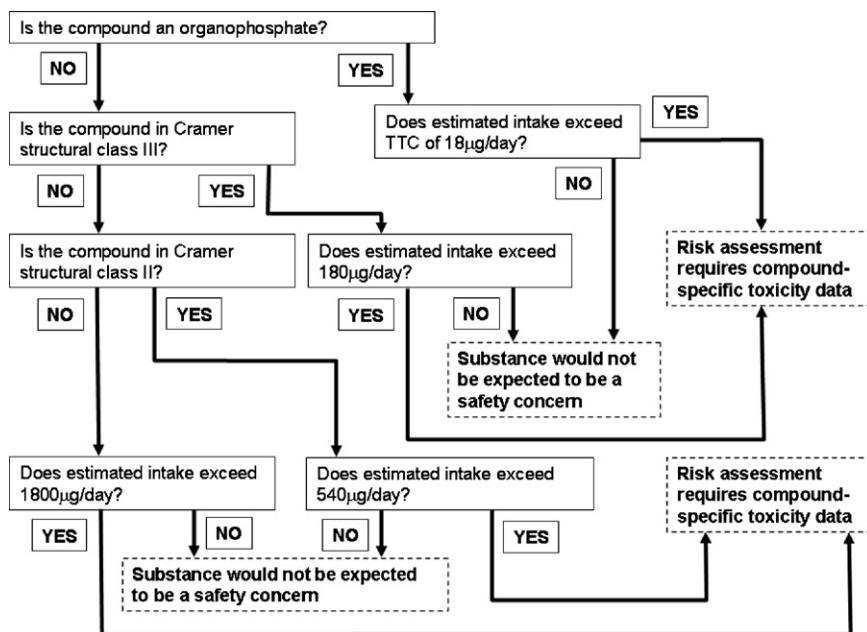 Is the compound an organophosphate?
NO
YES
Is the compound in Cramer
structural class III?
Does estimated intake exceed
TTC of 18µg/day?
YES
NO
YES
NO
Is the compound in Cramer
structural class II?
Does estimated intake exceed
180µg/day?
Risk assessment
requires compound-
specific toxicity data
NO
YES
YES
NO
Substance would not
be expected to be a
safety concern
Does estimated intake exceed
1800µg/day?
Does estimated intake exceed
540µg/day?
Risk assessment
requires compound-
specific toxicity data
YES
NO
NO
YES
Substance would not be expected
to be a safety concern